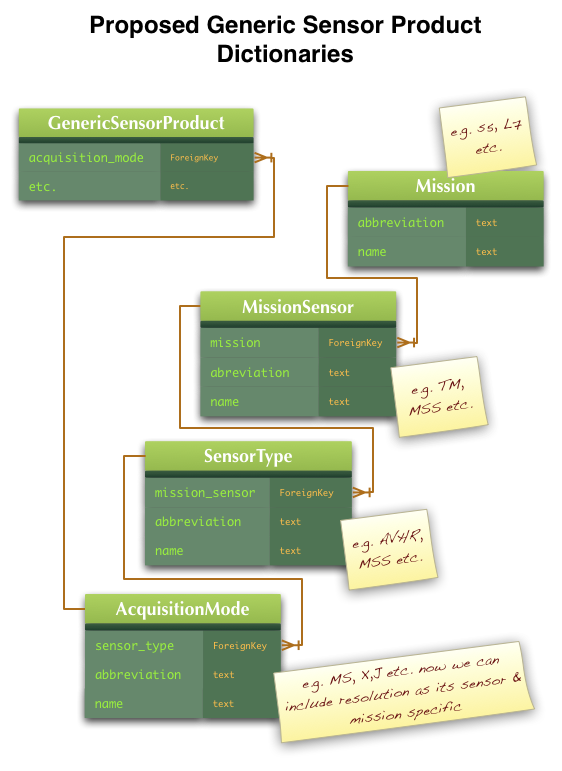 Proposed Generic Sensor Product
Dictionaries
GenericSensorProduct
acquisition_mode ForeignKey
etc. etc.
e.g. S5, L7
etc.
Mission
abbreviation text
name text
MissionSensor
mission ForeignKey
abreviation text
name text
e.g. TM,
MSS etc.
SensorType
mission_sensor ForeignKey
abbreviation text
name text
e.g. AVHR,
MSS etc.
AcquisitionMode
sensor_type ForeignKey
abbreviation text
name text
e.g. MS, X,J etc. now we can
include resolution as its sensor &
mission specific